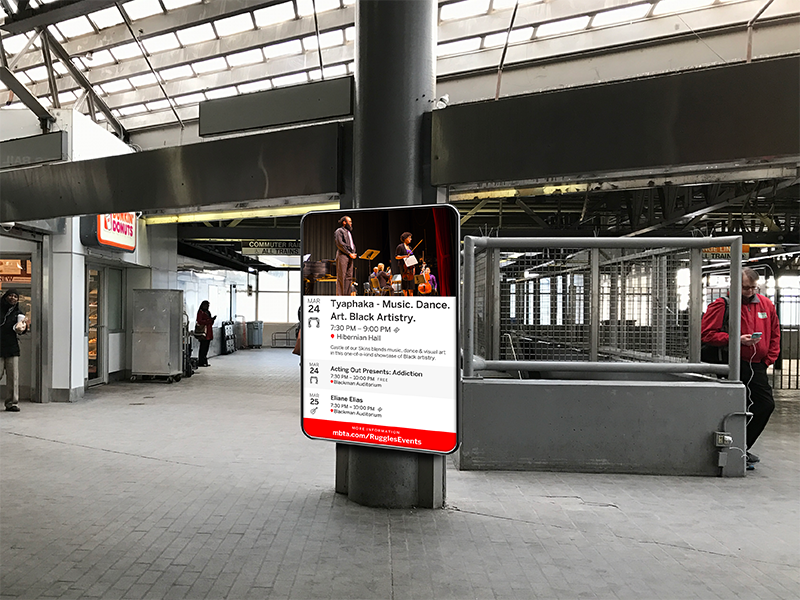 DUNKIN'
DONUTS
COMMUTER RAIL
ALL TRAINS
MAR
24
Tyaphaka - Music. Dance.
Art. Black Artistry.
7:30 PM – 9:00 PM
Hibernian Hall
Castle of our Skins blends music, dance & visual art
in this one-of-a-kind showcase of Black artistry.
MAR
24
Acting Out Presents: Addiction
7:30 PM – 10:00 PM FREE
Blackman Auditorium
MAR
25
Eliane Elias
7:30 PM – 10:00 PM
Blackman Auditorium
MORE INFORMATION
mbta.com/RugglesEvents